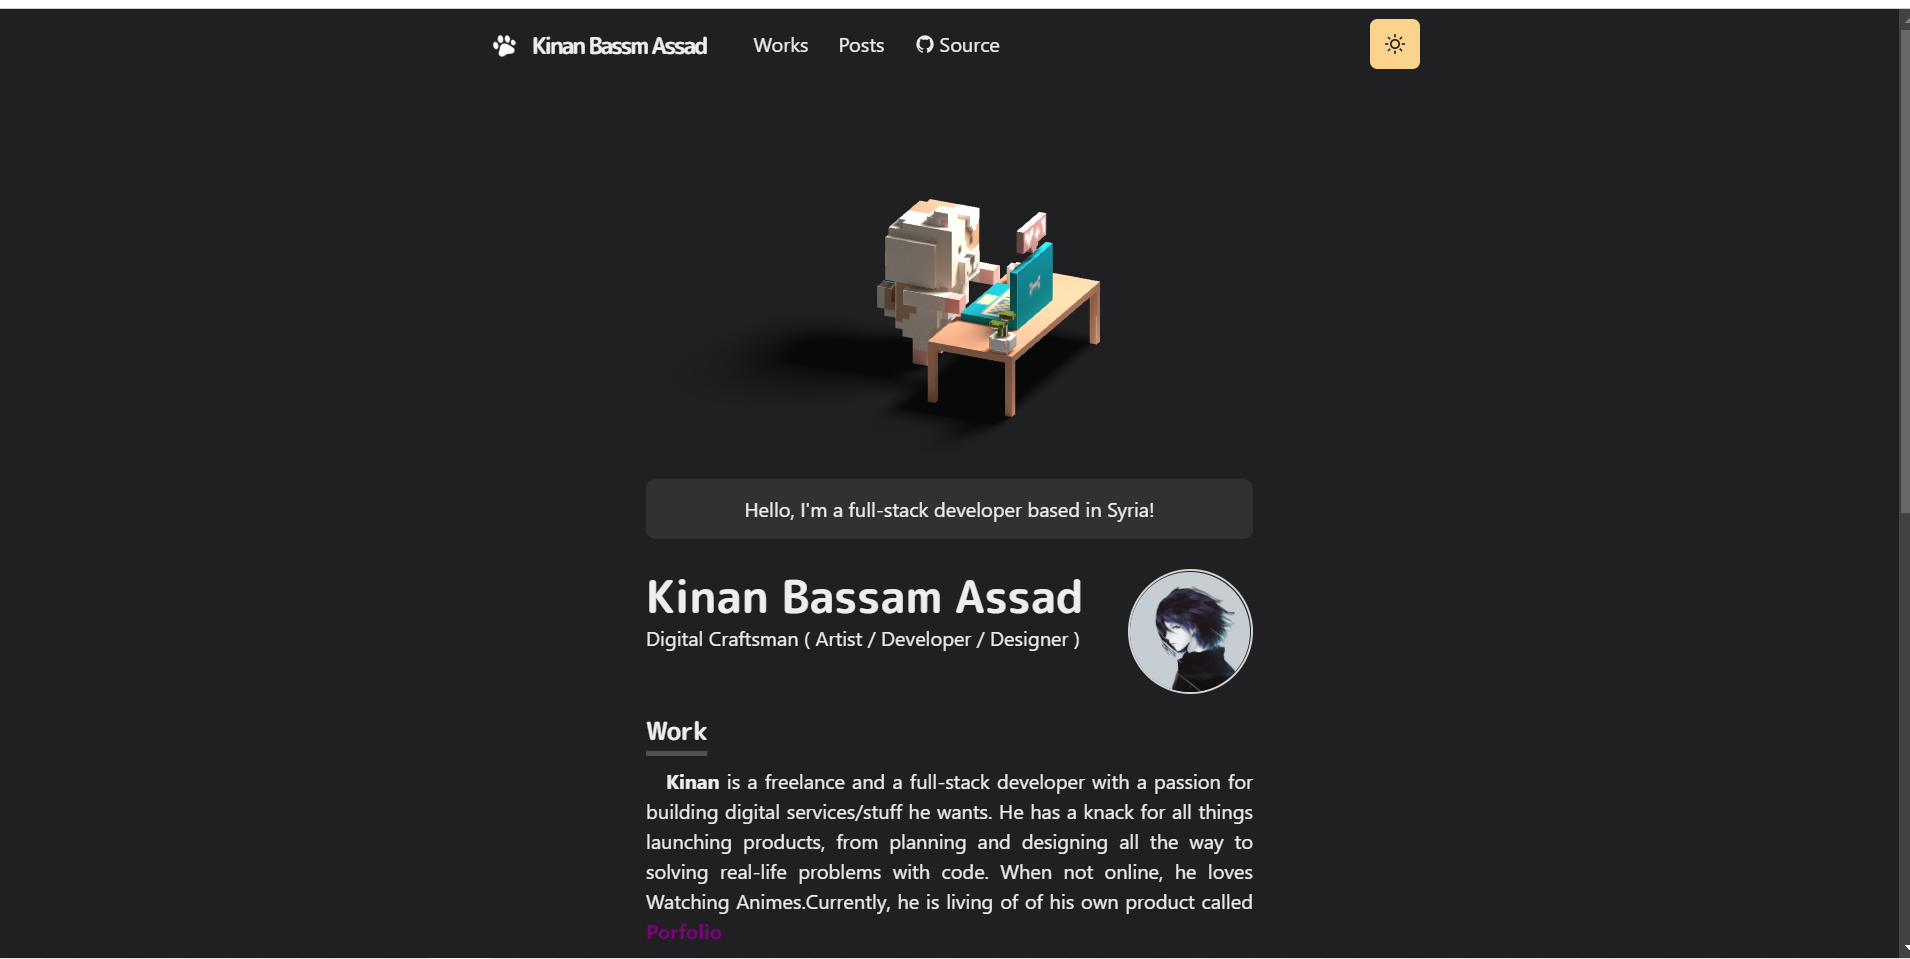 Kinan Bassm Assad Works Posts Source
Hello, I'm a full-stack developer based in Syria!
Kinan Bassam Assad
Digital Craftsman ( Artist / Developer / Designer )
Work
Kinan is a freelance and a full-stack developer with a passion for
building digital services/stuff he wants. He has a knack for all things
launching products, from planning and designing all the way to
solving real-life problems with code. When not online, he loves
Watching Animes.Currently, he is living of of his own product called
Porfolio